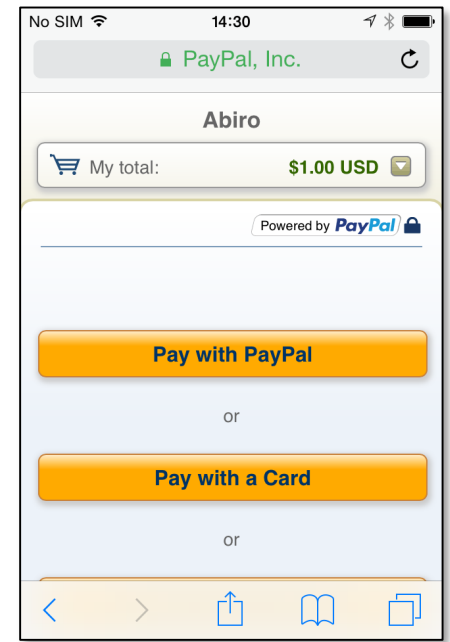 No SIM 14:30
PayPal, Inc.
Abiro
My total: $1.00 USD
Powered by PayPal
Pay with PayPal
or
Pay with a Card
or